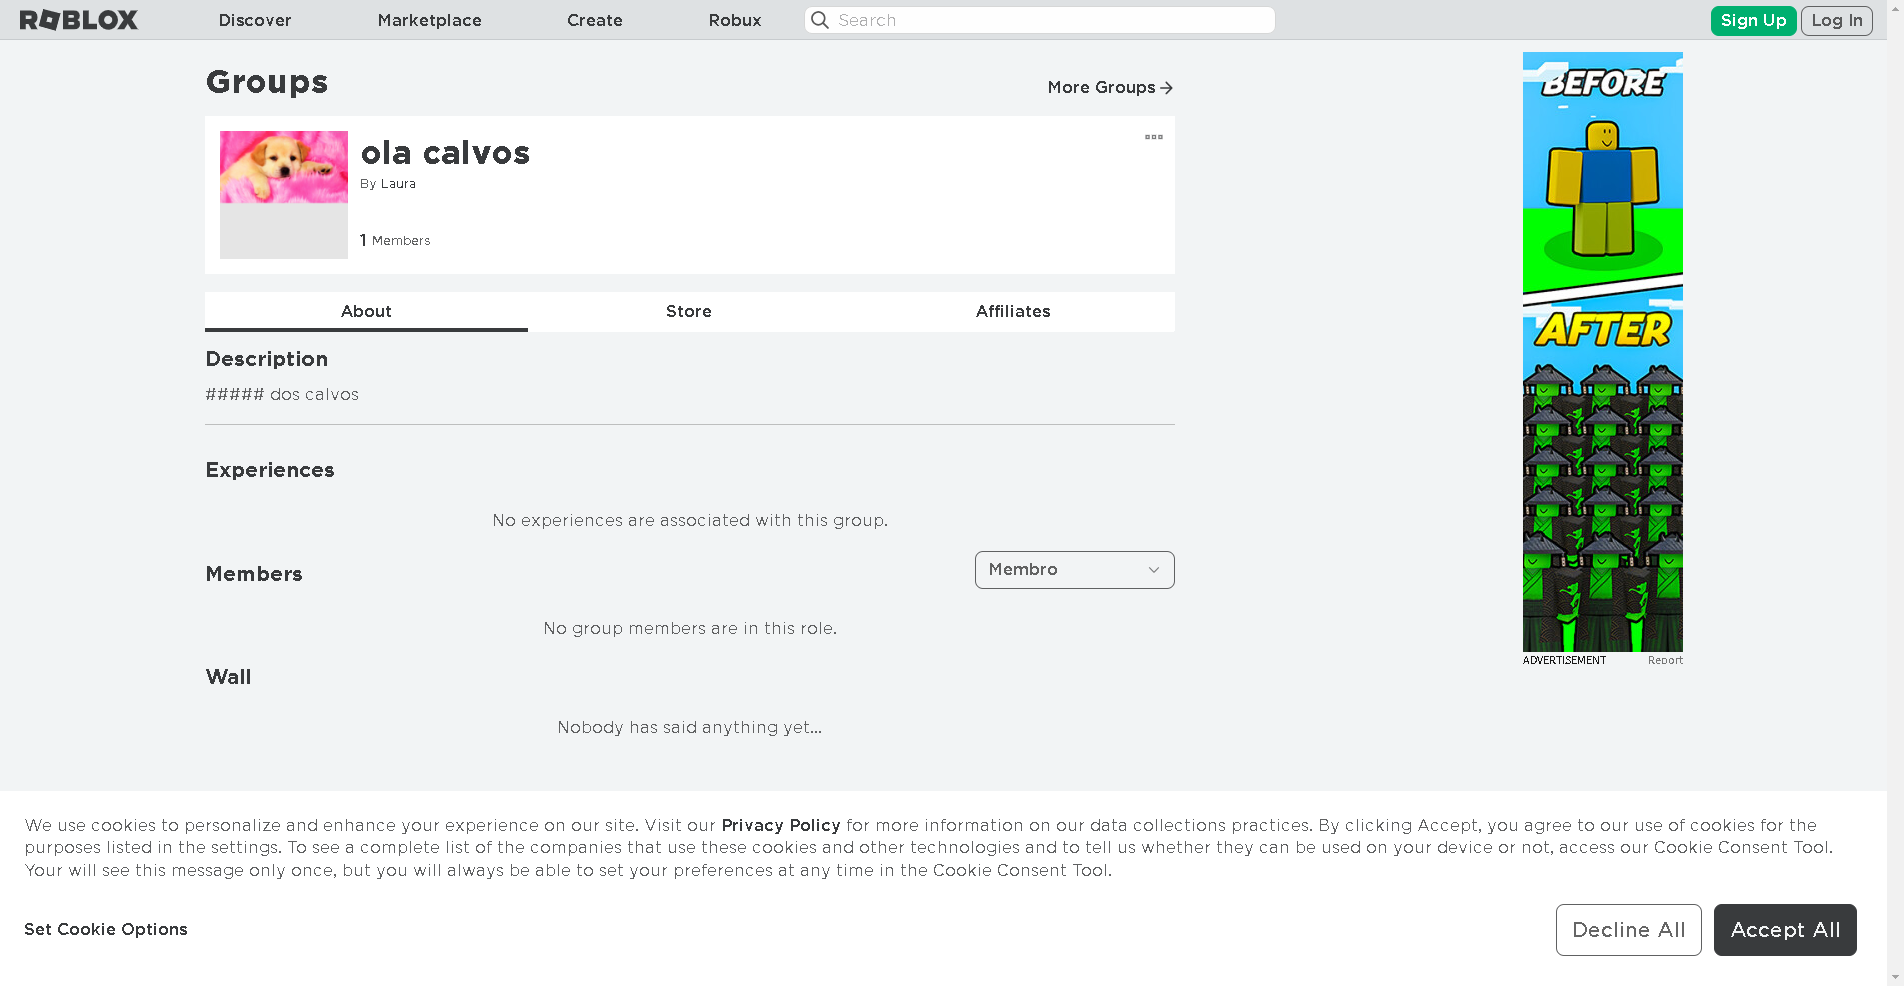 ROBLOX Discover Marketplace Create Robux Search Sign Up Log In
Groups
More Groups
ola calvos
By Laura
1 Members
About Store Affiliates
Description
##### dos calvos
Experiences
No experiences are associated with this group.
Members
Membro
No group members are in this role.
Wall
Nobody has said anything yet...
BEFORE
AFTER
ADVERTISEMENT Report
We use cookies to personalize and enhance your experience on our site. Visit our Privacy Policy for more information on our data collections practices. By clicking Accept, you agree to our use of cookies for the
purposes listed in the settings. To see a complete list of the companies that use these cookies and other technologies and to tell us whether they can be used on your device or not, access our Cookie Consent Tool.
Your will see this message only once, but you will always be able to set your preferences at any time in the Cookie Consent Tool.
Set Cookie Options
Decline All Accept All